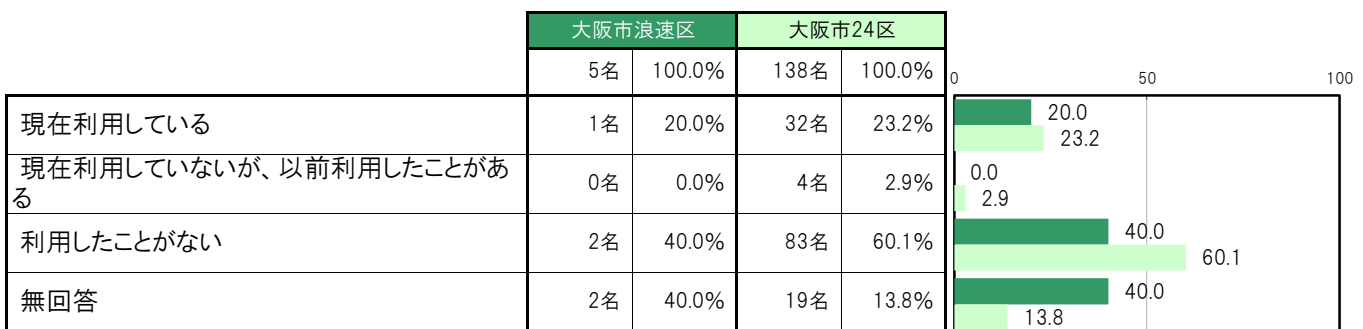 大阪市浪速区 大阪市24区
5名 100.0% 138名 100.0% 0 50 100
現在利用している 1名 20.0% 32名 23.2% 20.0
23.2
現在利用していないが、以前利用したことがあ
る 0名 0.0% 4名 2.9% 0.0
2.9
利用したことがない 2名 40.0% 83名 60.1% 40.0
60.1
無回答 2名 40.0% 19名 13.8% 40.0
13.8